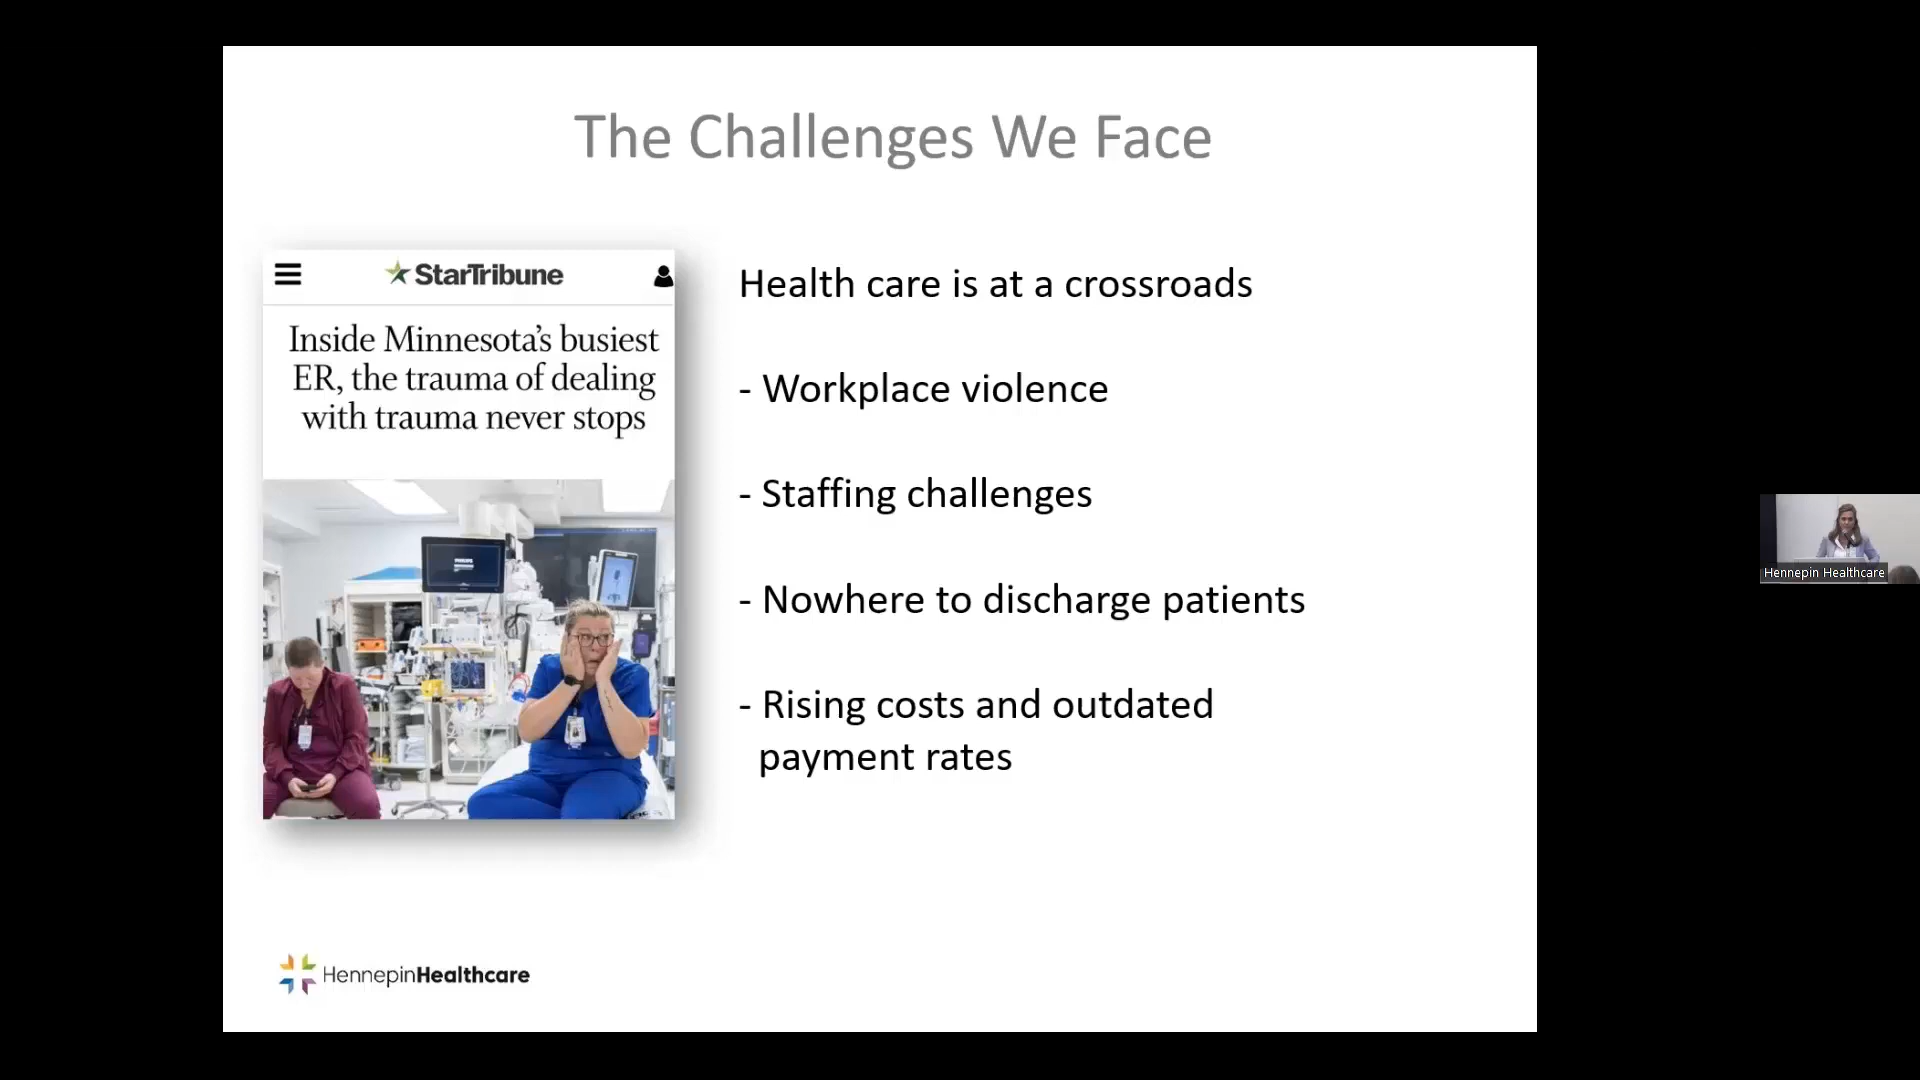 The Challenges We Face
StarTribune
Inside Minnesota’s busiest
ER, the trauma of dealing
with trauma never stops
Health care is at a crossroads
- Workplace violence
- Staffing challenges
- Nowhere to discharge patients
- Rising costs and outdated
payment rates
HennepinHealthcare
Hennepin Healthcare